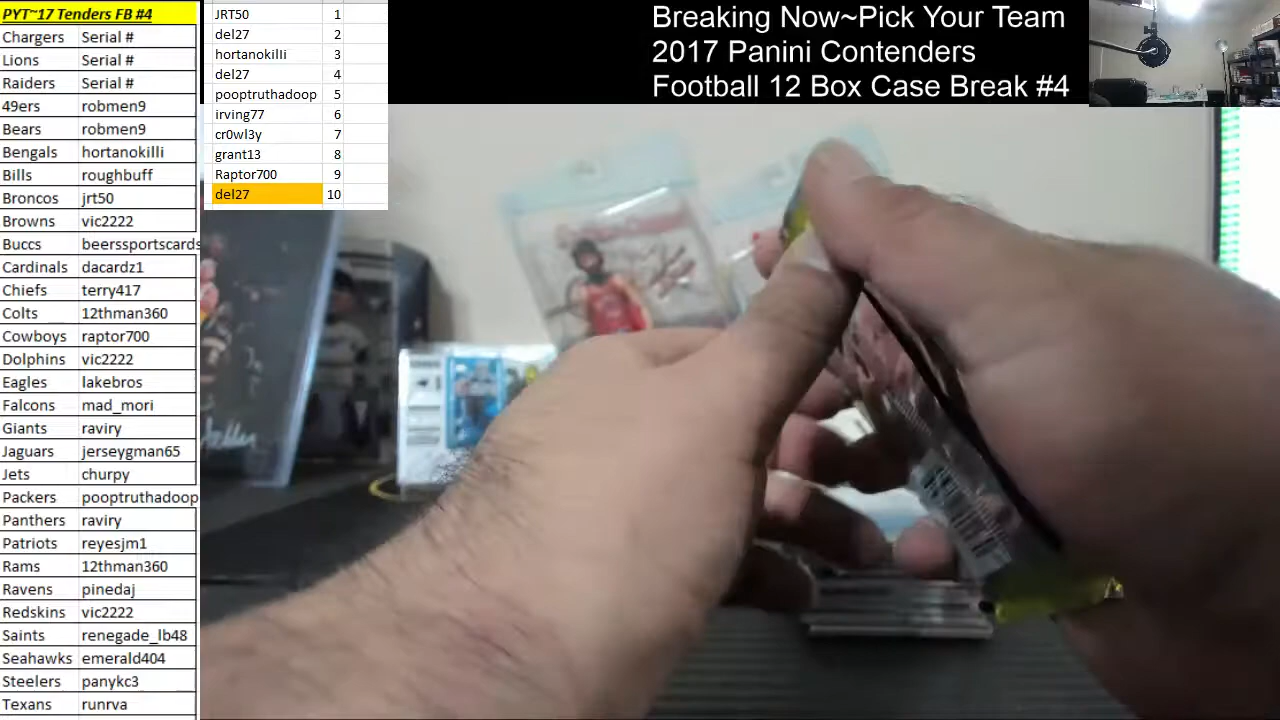 PYT~17 Tenders FB #4
Chargers Serial #
Lions Serial #
Raiders Serial #
49ers robmen9
Bears robmen9
Bengals hortanokilli
Bills roughbuff
Broncos jrt50
Browns vic2222
Buccs beerssportscards
Cardinals dacardz1
Chiefs terry417
Colts 12thman360
Cowboys raptor700
Dolphins vic2222
Eagles lakebros
Falcons mad_mori
Giants raviry
Jaguars jerseygman65
Jets churpy
Packers pooptruthadoop
Panthers raviry
Patriots reyesjm1
Rams 12thman360
Ravens pinedaj
Redskins vic2222
Saints renegade_lb48
Seahawks emerald404
Steelers panykc3
Texans runrva
JRT50 1
del27 2
hortanokilli 3
del27 4
pooptruthadoop 5
irving77 6
cr0wl3y 7
grant13 8
Raptor700 9
del27 10
Breaking Now~Pick Your Team
2017 Panini Contenders
Football 12 Box Case Break #4